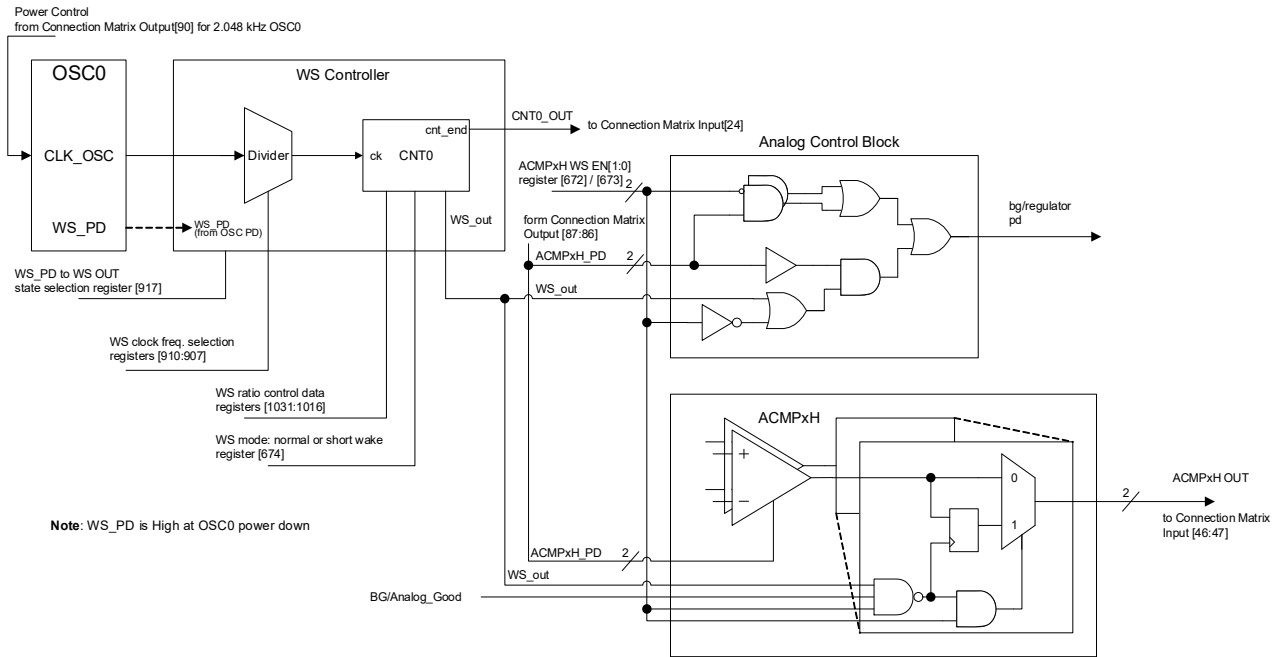 Power Control
from Connection Matrix Output[90] for 2.048 kHz OSC0
OSC0
CLK_OSC
WS_PD
WS Controller
Divider
cnt_end
ck
CNT0
WS_PD
(from OSC PD)
WS_out
CNT0_OUT
to Connection Matrix Input[24]
WS_PD to WS OUT
state selection register [917]
WS clock freq. selection
registers [910:907]
WS ratio control data
registers [1031:1016]
WS mode: normal or short wake
register [674]
Note: WS_PD is High at OSC0 power down
ACMPxH WS EN[1:0]
register [672] / [673]
2
form Connection Matrix
Output [87:86]
ACMPxH_PD
2
WS_out
Analog Control Block
bg/regulator
pd
ACMPxH
+
−
0
1
2
ACMPxH OUT
to Connection Matrix
Input [46:47]
ACMPxH_PD
2
WS_out
BG/Analog_Good